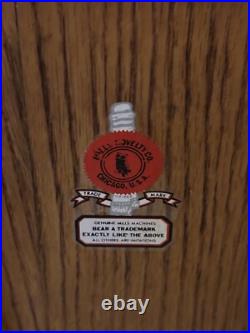 MILLS NOVELTY CO.
CHICAGO, U.S.A.
TRADE MARK
GENUINE MILLS MACHINES
BEAR A TRADEMARK
EXACTLY LIKE THE ABOVE
ALL OTHERS ARE IMITATIONS